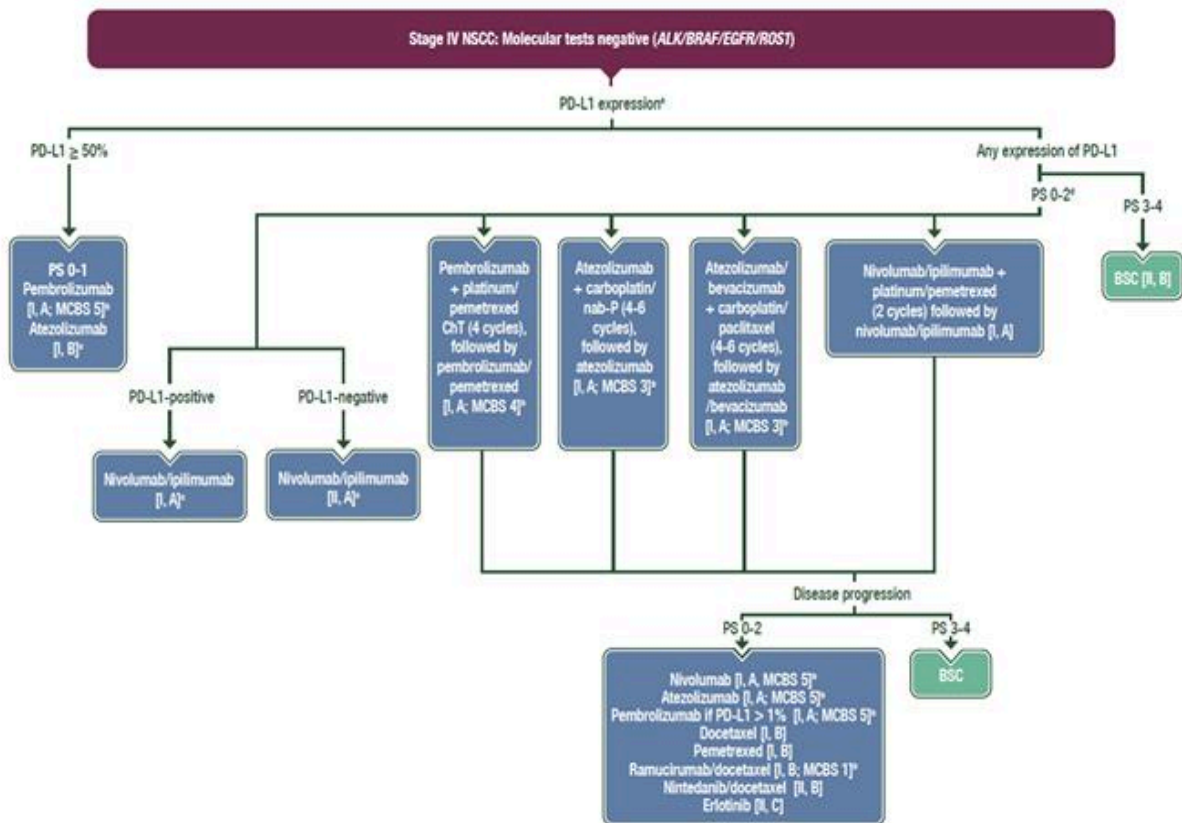 Stage IV NSCC: Molecular tests negative (ALK/BRAF/EGFR/ROS1)
PD-L1 expressionᵃ
PD-L1 ≥ 50%
Any expression of PD-L1
PS 0-2ᵈ
PS 3-4
PS 0-1
Pembrolizumab
[I, A; MCBS 5]ᵇ
Atezolizumab
[I, B]ᶜ
Pembrolizumab
+ platinum/
pemetrexed
ChT (4 cycles),
followed by
pembrolizumab/
pemetrexed
[I, A; MCBS 4]ᵇ
Atezolizumab
+ carboplatin/
nab-P (4-6
cycles),
followed by
atezolizumab
[I, A; MCBS 3]ᵇ
Atezolizumab/
bevacizumab
+ carboplatin/
paclitaxel
(4-6 cycles),
followed by
atezolizumab
/bevacizumab
[I, A; MCBS 3]ᵇ
Nivolumab/ipilimumab +
platinum/pemetrexed
(2 cycles) followed by
nivolumab/ipilimumab [I, A]
BSC [II, B]
PD-L1-positive
PD-L1-negative
Nivolumab/ipilimumab
[I, A]ᶜ
Nivolumab/ipilimumab
[II, A]ᶜ
Disease progression
PS 0-2
PS 3-4
Nivolumab [I, A, MCBS 5]ᵇ
Atezolizumab [I, A; MCBS 5]ᵇ
Pembrolizumab if PD-L1 > 1% [I, A; MCBS 5]ᵇ
Docetaxel [I, B]
Pemetrexed [I, B]
Ramucirumab/docetaxel [I, B; MCBS 1]ᵇ
Nintedanib/docetaxel [II, B]
Erlotinib [II, C]
BSC